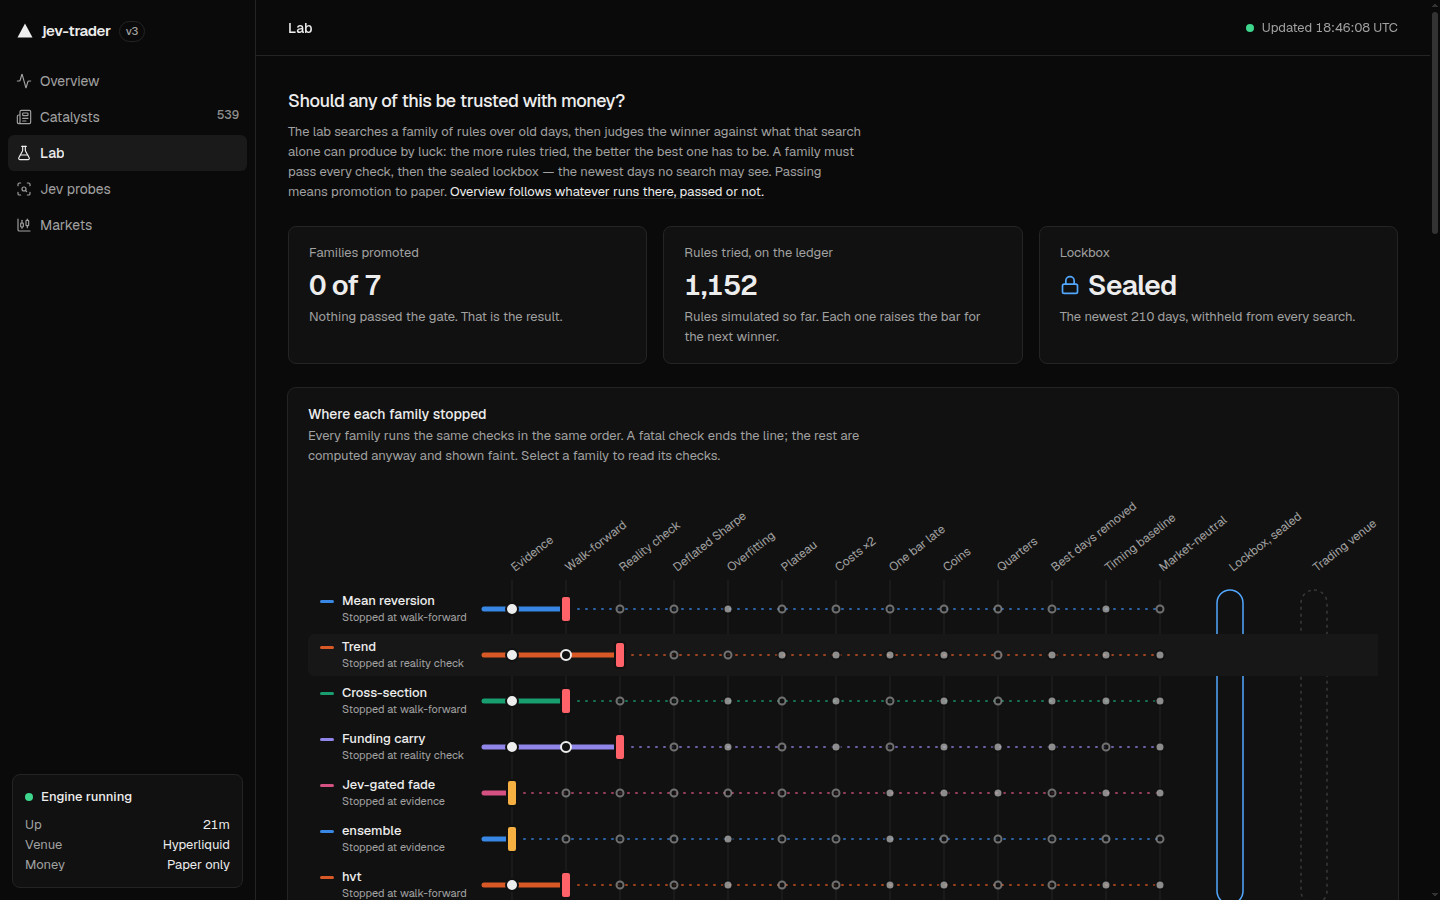 jev-trader v3
Overview
Catalysts 539
Lab
Jev probes
Markets
Engine running
Up 21m
Venue Hyperliquid
Money Paper only
Lab
Updated 18:46:08 UTC
Should any of this be trusted with money?
The lab searches a family of rules over old days, then judges the winner against what that search
alone can produce by luck: the more rules tried, the better the best one has to be. A family must
pass every check, then the sealed lockbox — the newest days no search may see. Passing
means promotion to paper. Overview follows whatever runs there, passed or not.
Families promoted
0 of 7
Nothing passed the gate. That is the result.
Rules tried, on the ledger
1,152
Rules simulated so far. Each one raises the bar for
the next winner.
Lockbox
Sealed
The newest 210 days, withheld from every search.
Where each family stopped
Every family runs the same checks in the same order. A fatal check ends the line; the rest are
computed anyway and shown faint. Select a family to read its checks.
Evidence
Walk-forward
Reality check
Deflated Sharpe
Overfitting
Plateau
Costs ×2
One bar late
Coins
Quarters
Best days removed
Timing baseline
Market-neutral
Lockbox, sealed
Trading venue
Mean reversion
Stopped at walk-forward
Trend
Stopped at reality check
Cross-section
Stopped at walk-forward
Funding carry
Stopped at reality check
Jev-gated fade
Stopped at evidence
ensemble
Stopped at evidence
hvt
Stopped at walk-forward